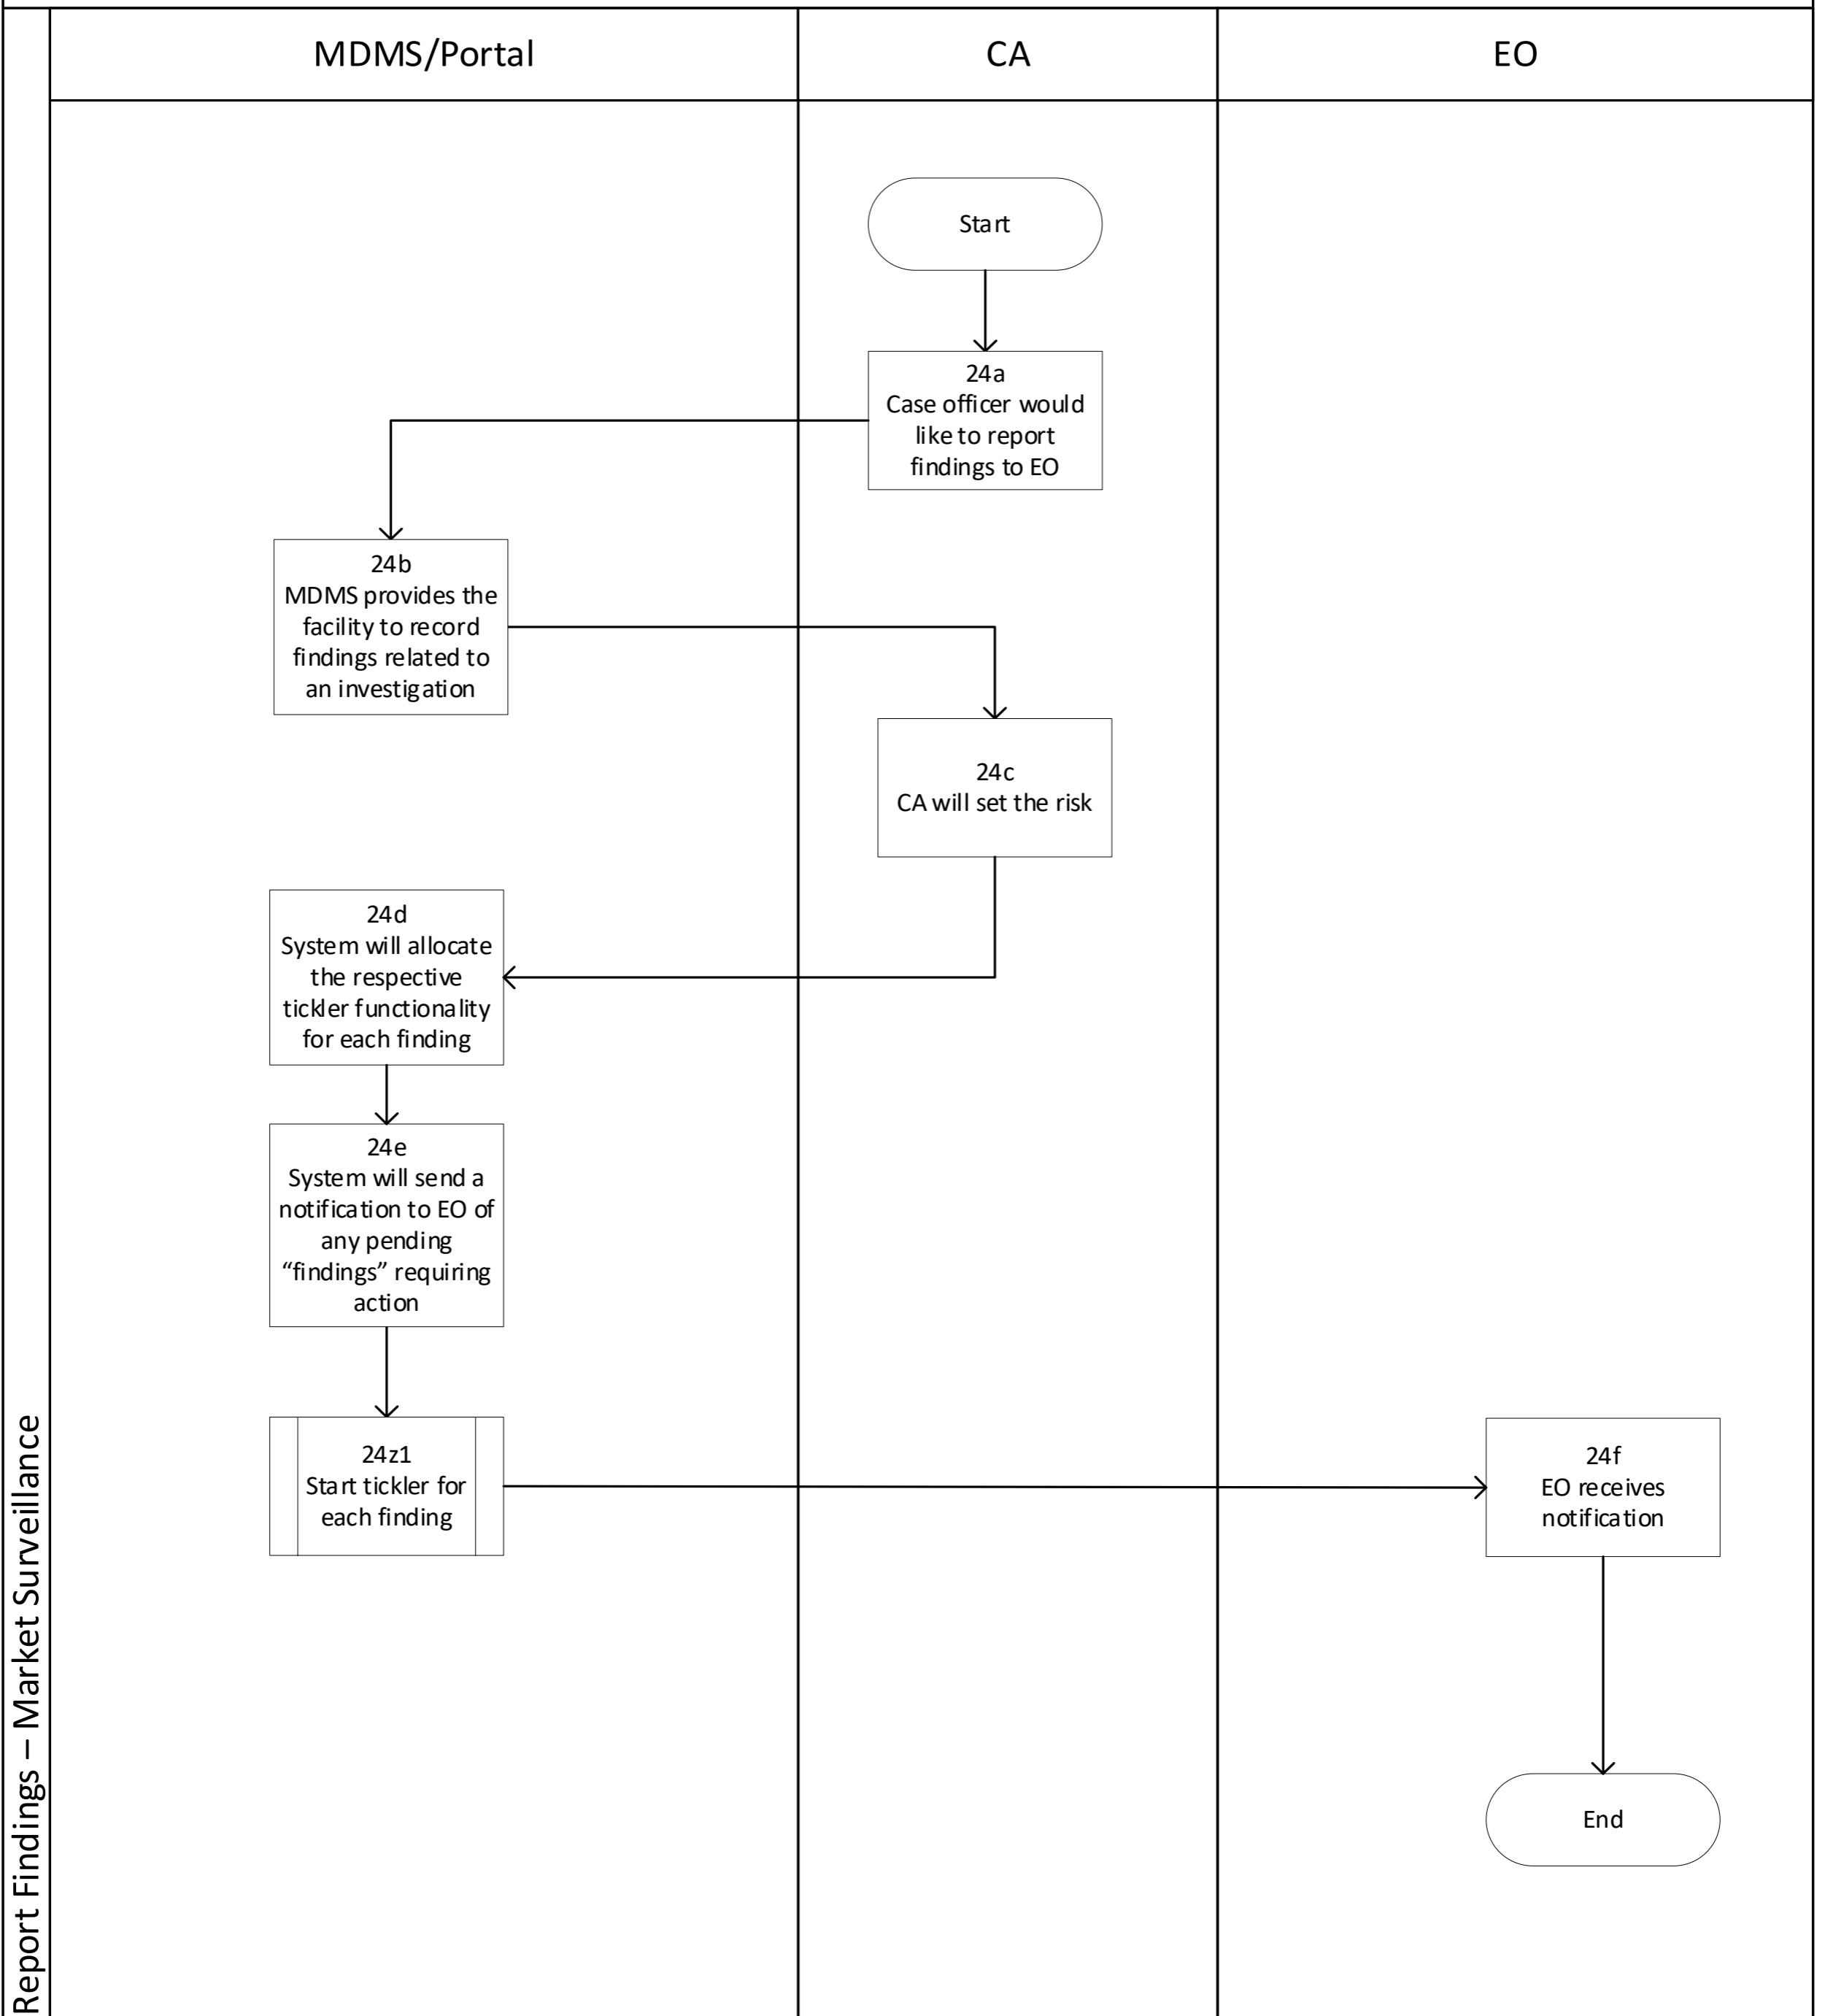 MDMS/Portal
CA
EO
Start
24a
Case officer would
like to report
findings to EO
24b
MDMS provides the
facility to record
findings related to
an investigation
24c
CA will set the risk
24d
System will allocate
the respective
tickler functionality
for each finding
24e
System will send a
notification to EO of
any pending
“findings” requiring
action
24z1
Start tickler for
each finding
24f
EO receives
notification
End
Report Findings – Market Surveillance